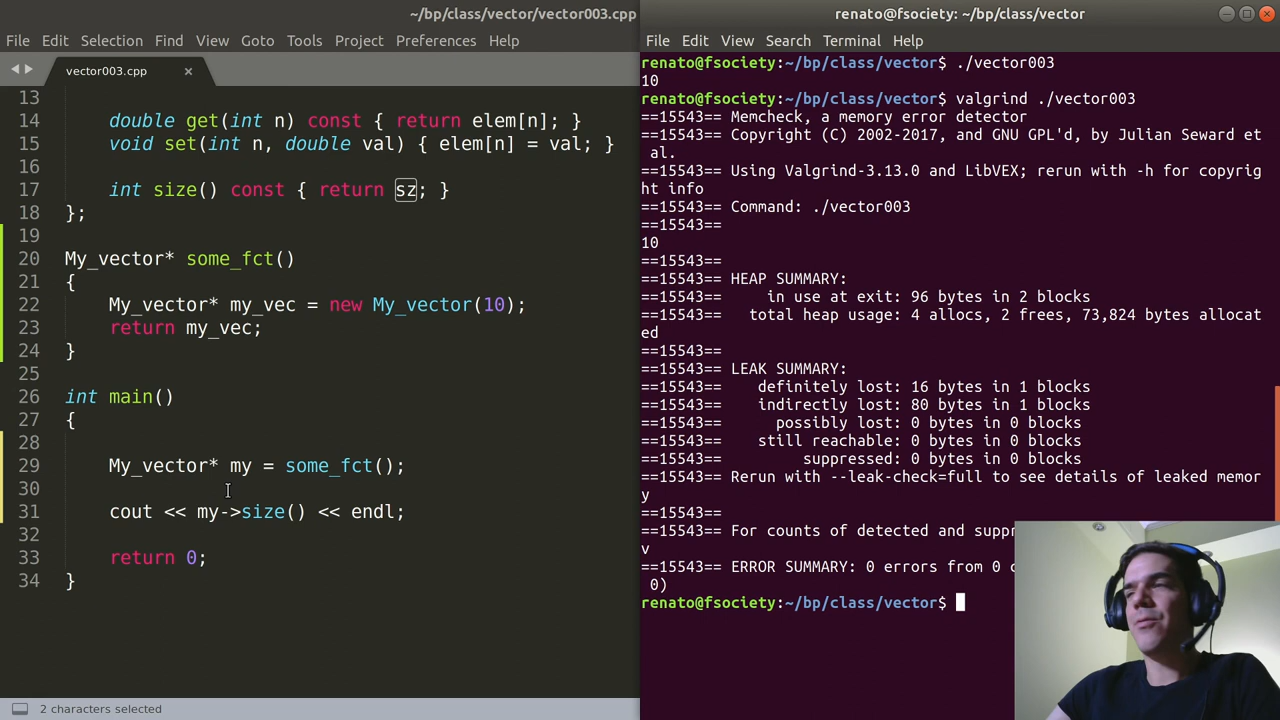 ~/bp/class/vector/vector003.cpp
File Edit Selection Find View Goto Tools Project Preferences Help
vector003.cpp ×
13
14 double get(int n) const { return elem[n]; }
15 void set(int n, double val) { elem[n] = val; }
16
17 int size() const { return sz; }
18 };
19
20 My_vector* some_fct()
21 {
22 My_vector* my_vec = new My_vector(10);
23 return my_vec;
24 }
25
26 int main()
27 {
28
29 My_vector* my = some_fct();
30
31 cout << my->size() << endl;
32
33 return 0;
34 }
2 characters selected
renato@fsociety: ~/bp/class/vector
File Edit View Search Terminal Help
renato@fsociety:~/bp/class/vector$ ./vector003
10
renato@fsociety:~/bp/class/vector$ valgrind ./vector003
==15543== Memcheck, a memory error detector
==15543== Copyright (C) 2002-2017, and GNU GPL'd, by Julian Seward et
al.
==15543== Using Valgrind-3.13.0 and LibVEX; rerun with -h for copyrig
ht info
==15543== Command: ./vector003
==15543==
10
==15543==
==15543== HEAP SUMMARY:
==15543== in use at exit: 96 bytes in 2 blocks
==15543== total heap usage: 4 allocs, 2 frees, 73,824 bytes allocat
ed
==15543==
==15543== LEAK SUMMARY:
==15543== definitely lost: 16 bytes in 1 blocks
==15543== indirectly lost: 80 bytes in 1 blocks
==15543== possibly lost: 0 bytes in 0 blocks
==15543== still reachable: 0 bytes in 0 blocks
==15543== suppressed: 0 bytes in 0 blocks
==15543== Rerun with --leak-check=full to see details of leaked memor
y
==15543==
==15543== For counts of detected and supp
v
==15543== ERROR SUMMARY: 0 errors from 0
0)
renato@fsociety:~/bp/class/vector$